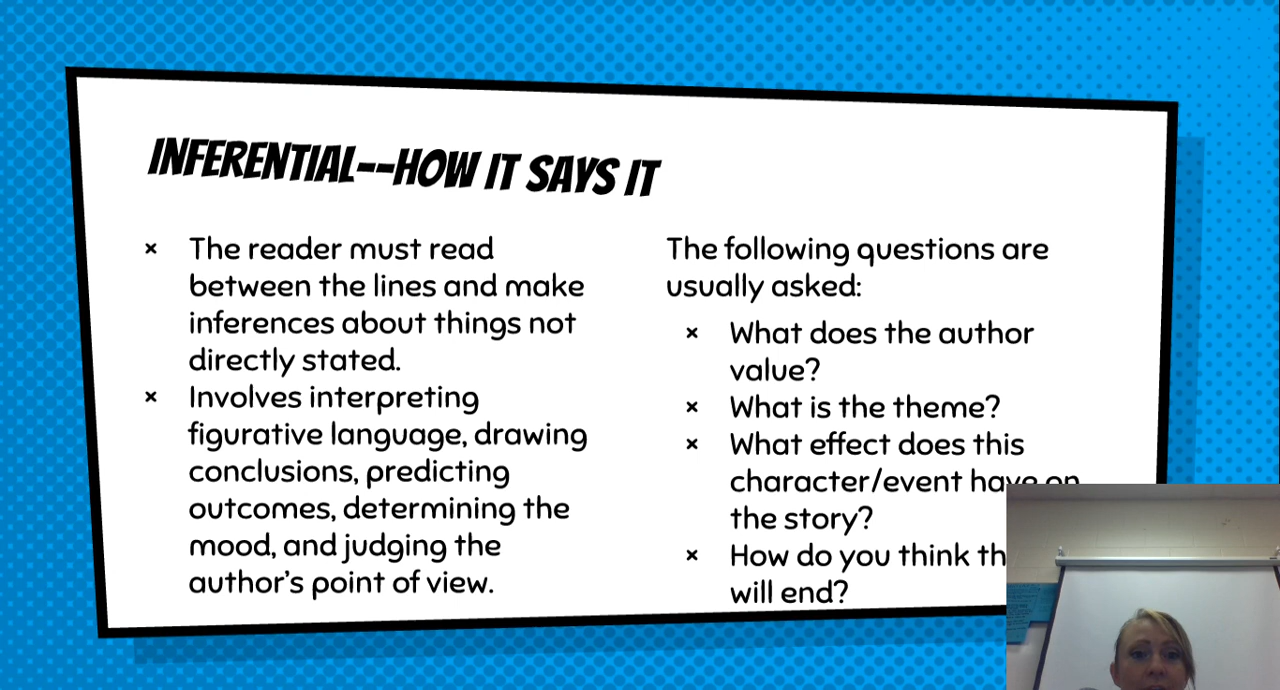 INFERENTIAL--HOW IT SAYS IT
× The reader must read
between the lines and make
inferences about things not
directly stated.
× Involves interpreting
figurative language, drawing
conclusions, predicting
outcomes, determining the
mood, and judging the
author's point of view.
The following questions are
usually asked:
× What does the author
value?
× What is the theme?
× What effect does this
character/event have on
the story?
× How do you think
will end?